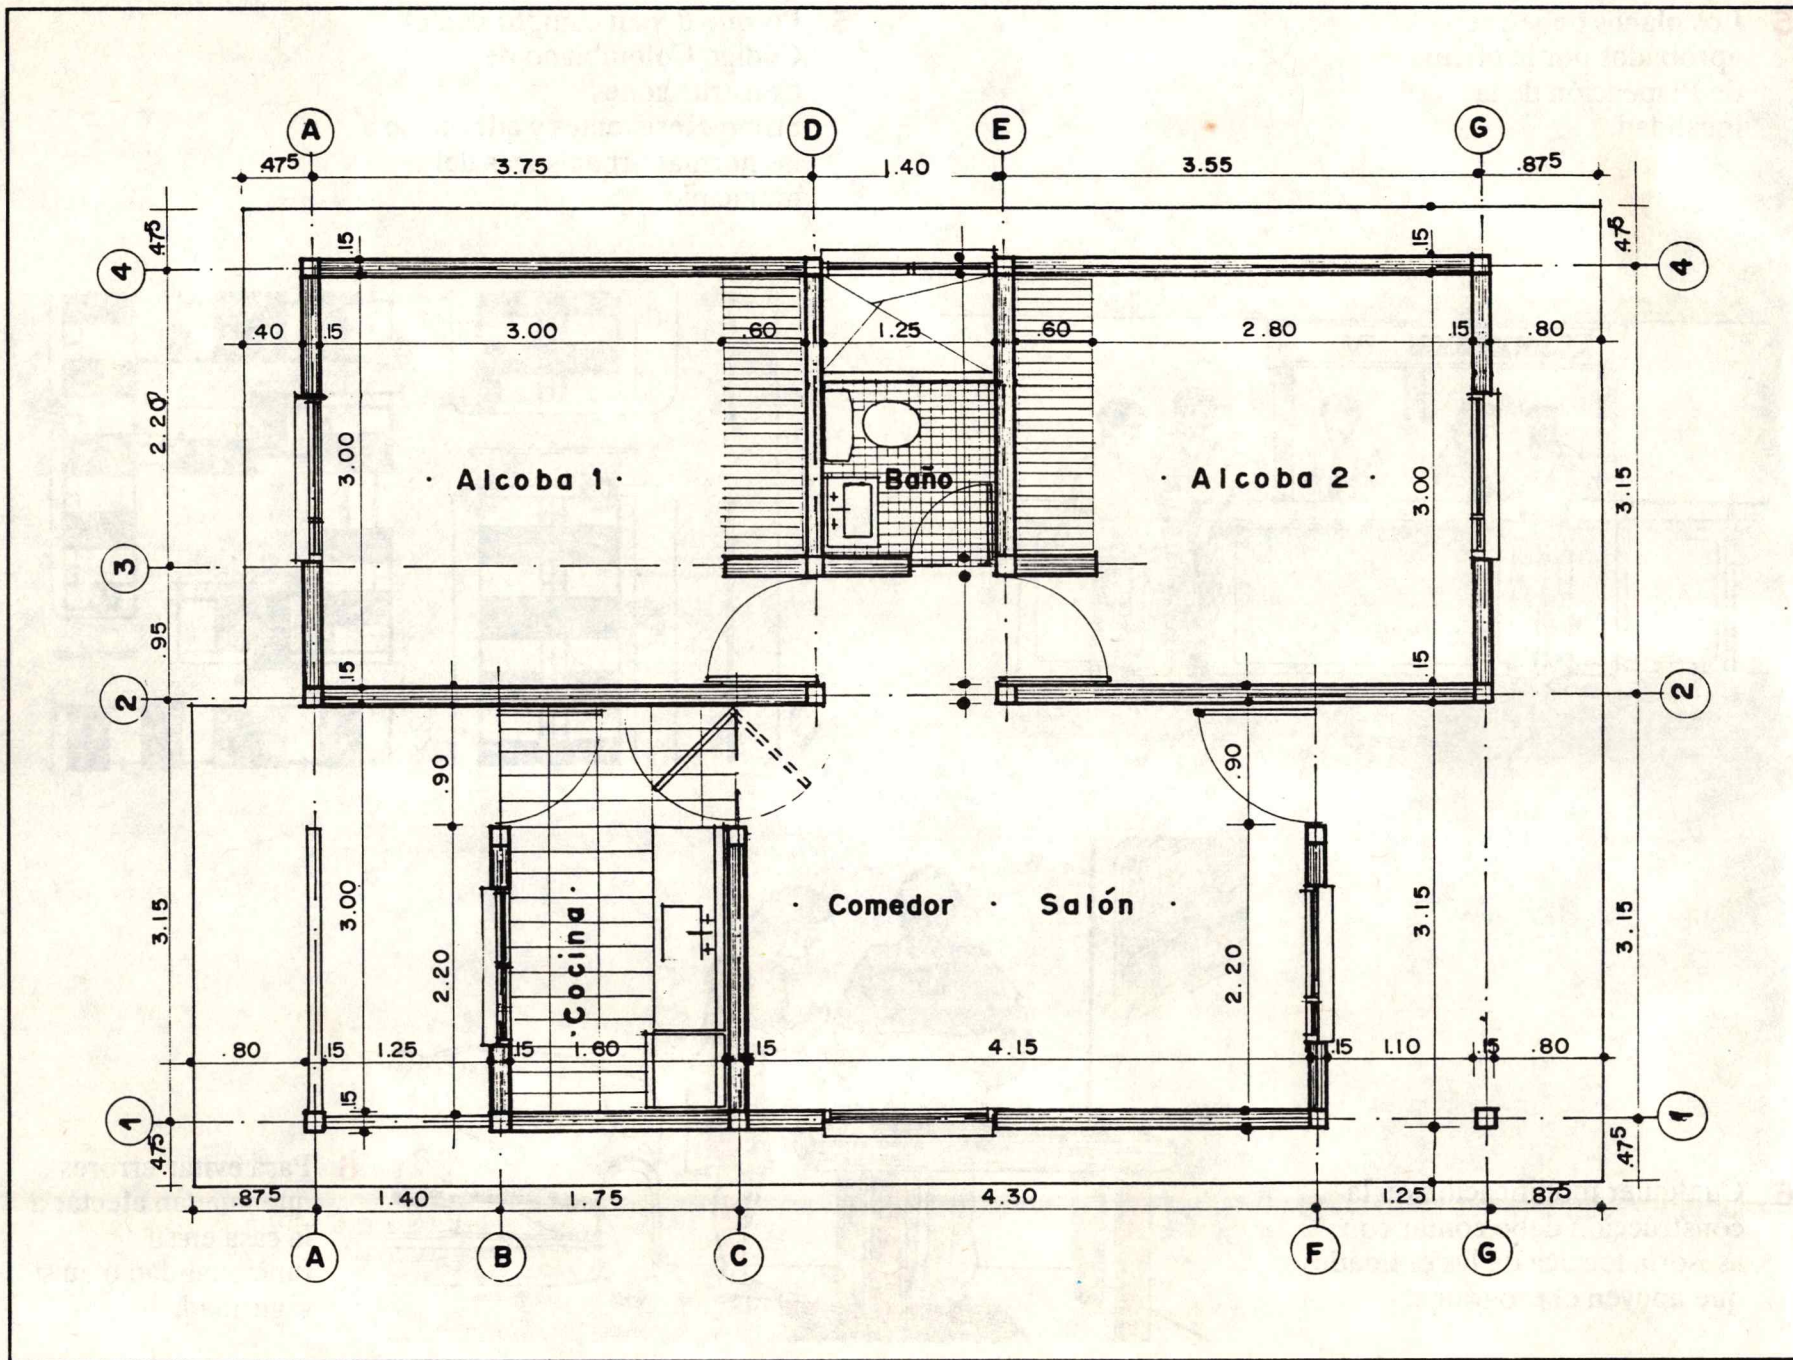 A D E G
.475 3.75 1.40 3.55 .875
.475 .15 .15 .475
4 4
.40 .15 3.00 .60 1.25 .60 2.80 .15 .80
2.20 3.00 3.00 3.15
· Alcoba 1 · Baño · Alcoba 2 ·
3
.95 .15 .15
2 2
.90 .90
3.15 3.00 2.20 · Cocina · · Comedor · Salón · 2.20 3.15 3.15
.80 .15 1.25 .15 1.60 .15 4.15 .15 1.10 .15 .80
.15
1 1
.475 .475
.875 1.40 1.75 4.30 1.25 .875
A B C F G